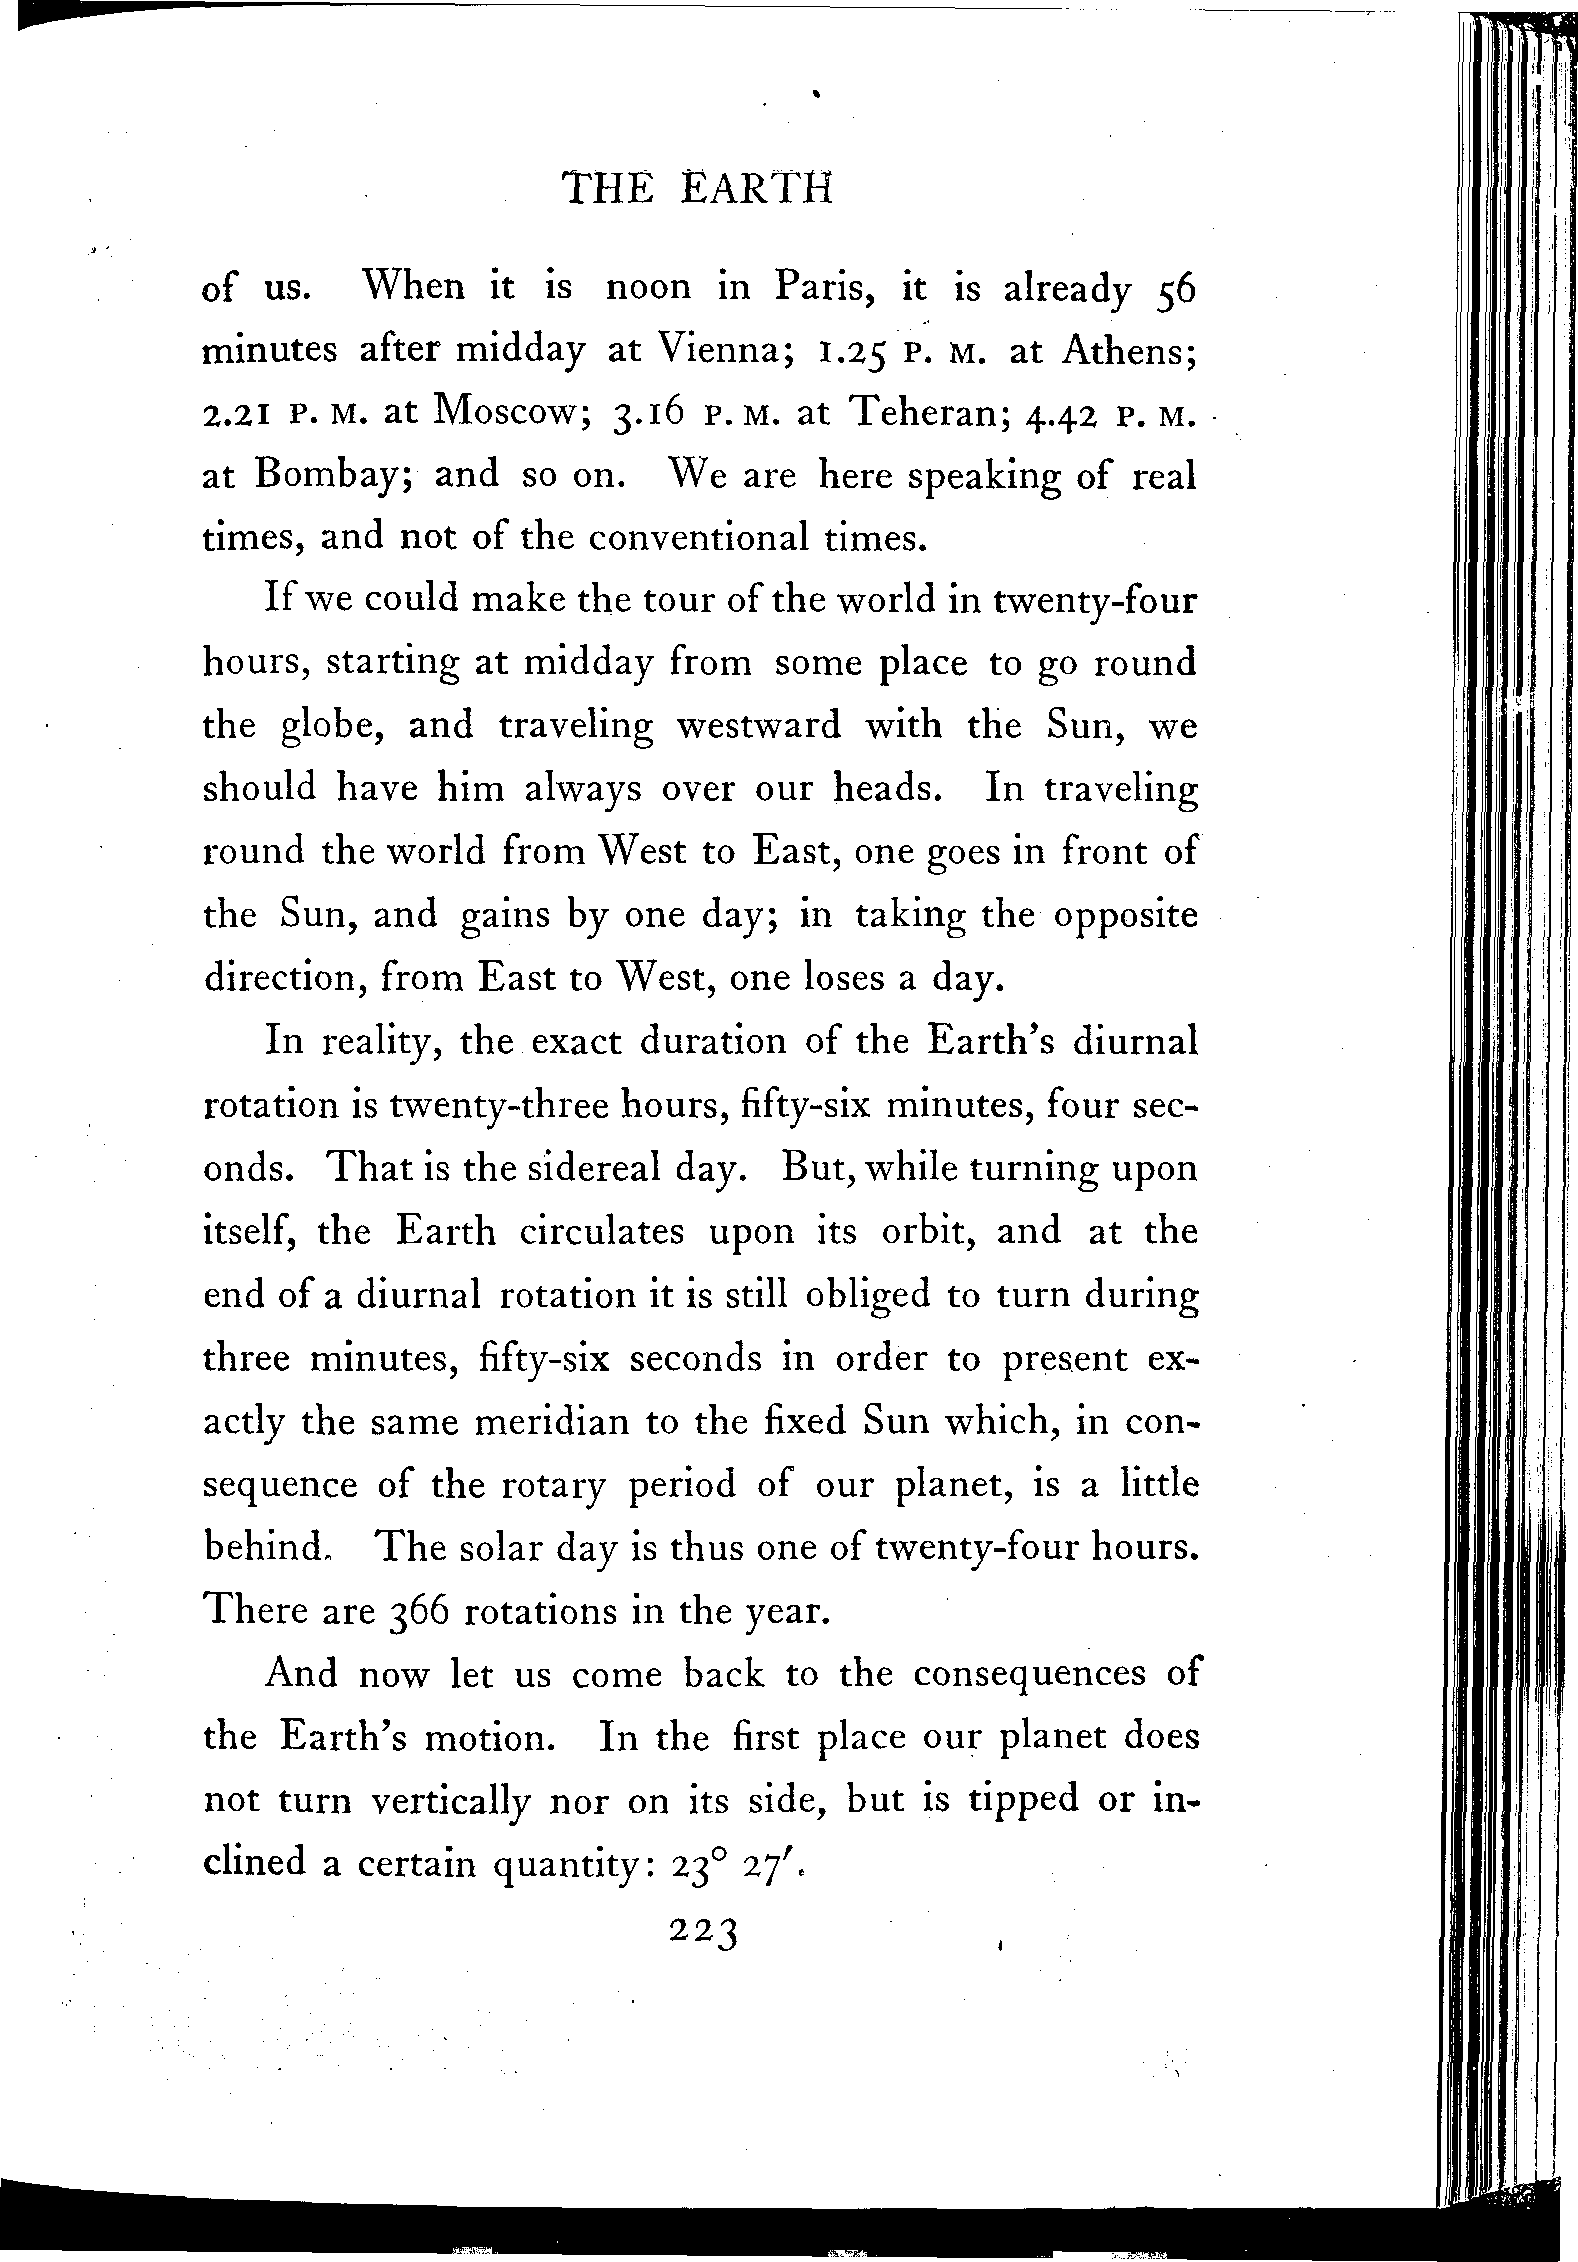 THE EARTH
of us. When it is noon in Paris, it is already 56
minutes after midday at Vienna; 1.25 P. M. at Athens;
2.21 P. M. at Moscow; 3.16 P. M. at Teheran; 4.42 P. M.
at Bombay; and so on. We are here speaking of real
times, and not of the conventional times.
If we could make the tour of the world in twenty-four
hours, starting at midday from some place to go round
the globe, and traveling westward with the Sun, we
should have him always over our heads. In traveling
round the world from West to East, one goes in front of
the Sun, and gains by one day; in taking the opposite
direction, from East to West, one loses a day.
In reality, the exact duration of the Earth's diurnal
rotation is twenty-three hours, fifty-six minutes, four sec-
onds. That is the sidereal day. But, while turning upon
itself, the Earth circulates upon its orbit, and at the
end of a diurnal rotation it is still obliged to turn during
three minutes, fifty-six seconds in order to present ex-
actly the same meridian to the fixed Sun which, in con-
sequence of the rotary period of our planet, is a little
behind. The solar day is thus one of twenty-four hours.
There are 366 rotations in the year.
And now let us come back to the consequences of
the Earth's motion. In the first place our planet does
not turn vertically nor on its side, but is tipped or in-
clined a certain quantity: 23° 27′.
223